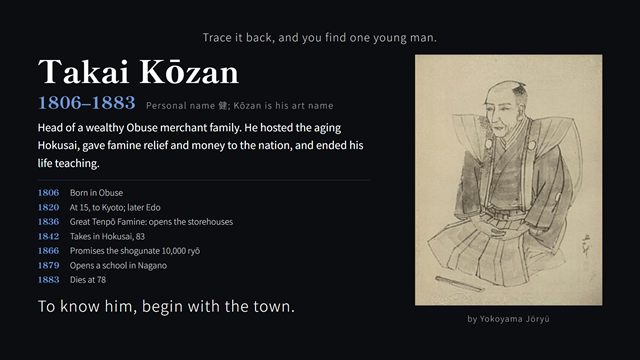 Trace it back, and you find one young man.
Takai Kōzan
1806–1883 Personal name 健; Kōzan is his art name
Head of a wealthy Obuse merchant family. He hosted the aging
Hokusai, gave famine relief and money to the nation, and ended his
life teaching.
1806 Born in Obuse
1820 At 15, to Kyoto; later Edo
1836 Great Tenpō Famine: opens the storehouses
1842 Takes in Hokusai, 83
1866 Promises the shogunate 10,000 ryō
1879 Opens a school in Nagano
1883 Dies at 78
To know him, begin with the town.
by Yokoyama Jōryū